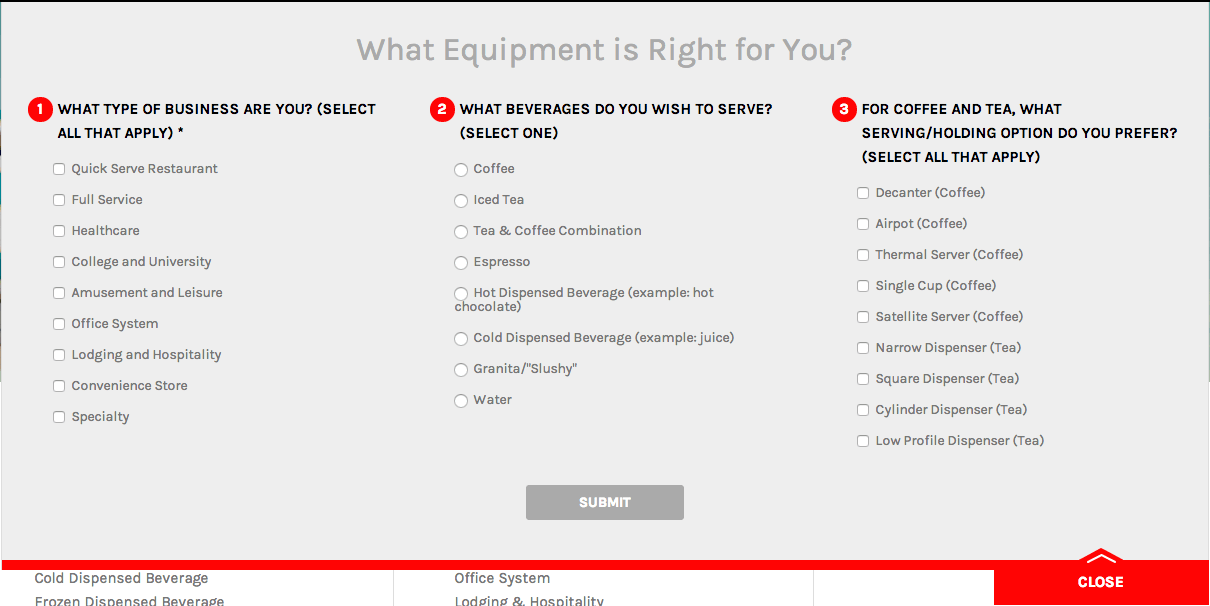 What Equipment is Right for You?
1 WHAT TYPE OF BUSINESS ARE YOU? (SELECT
ALL THAT APPLY) *
Quick Serve Restaurant
Full Service
Healthcare
College and University
Amusement and Leisure
Office System
Lodging and Hospitality
Convenience Store
Specialty
2 WHAT BEVERAGES DO YOU WISH TO SERVE?
(SELECT ONE)
Coffee
Iced Tea
Tea & Coffee Combination
Espresso
Hot Dispensed Beverage (example: hot
chocolate)
Cold Dispensed Beverage (example: juice)
Granita/"Slushy"
Water
3 FOR COFFEE AND TEA, WHAT
SERVING/HOLDING OPTION DO YOU PREFER?
(SELECT ALL THAT APPLY)
Decanter (Coffee)
Airpot (Coffee)
Thermal Server (Coffee)
Single Cup (Coffee)
Satellite Server (Coffee)
Narrow Dispenser (Tea)
Square Dispenser (Tea)
Cylinder Dispenser (Tea)
Low Profile Dispenser (Tea)
SUBMIT
Cold Dispensed Beverage
Frozen Dispensed Beverage
Office System
Lodging & Hospitality
CLOSE